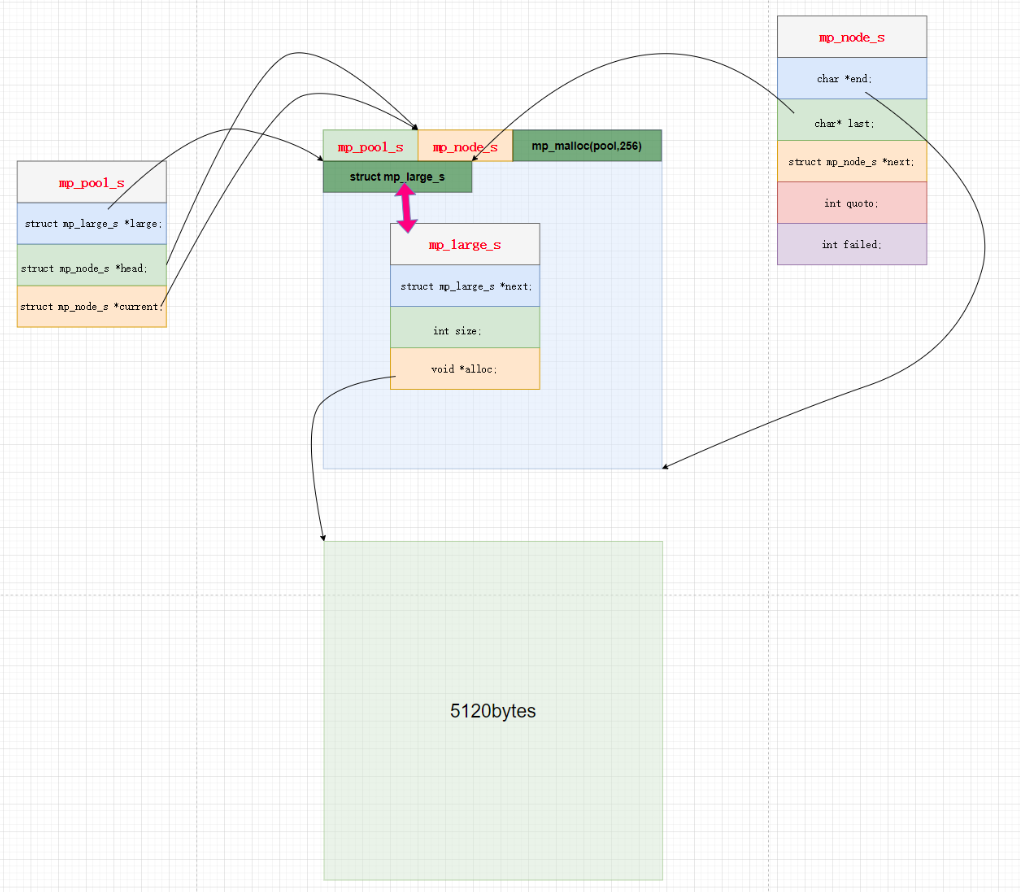 mp_node_s
char *end;
char* last;
struct mp_node_s *next;
int quoto;
int failed;
mp_pool_s
mp_node_s
mp_malloc(pool,256)
struct mp_large_s
mp_pool_s
struct mp_large_s *large;
struct mp_node_s *head;
struct mp_node_s *current;
mp_large_s
struct mp_large_s *next;
int size;
void *alloc;
5120bytes